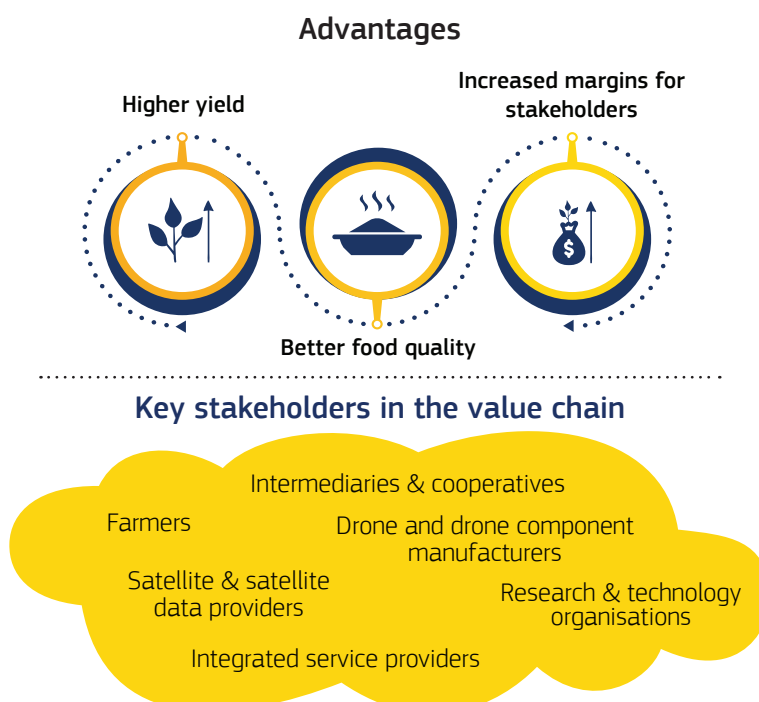 Advantages
Higher yield
Increased margins for
stakeholders
$
Better food quality
Key stakeholders in the value chain
Intermediaries & cooperatives
Farmers
Drone and drone component
manufacturers
Satellite & satellite
data providers
Research & technology
organisations
Integrated service providers